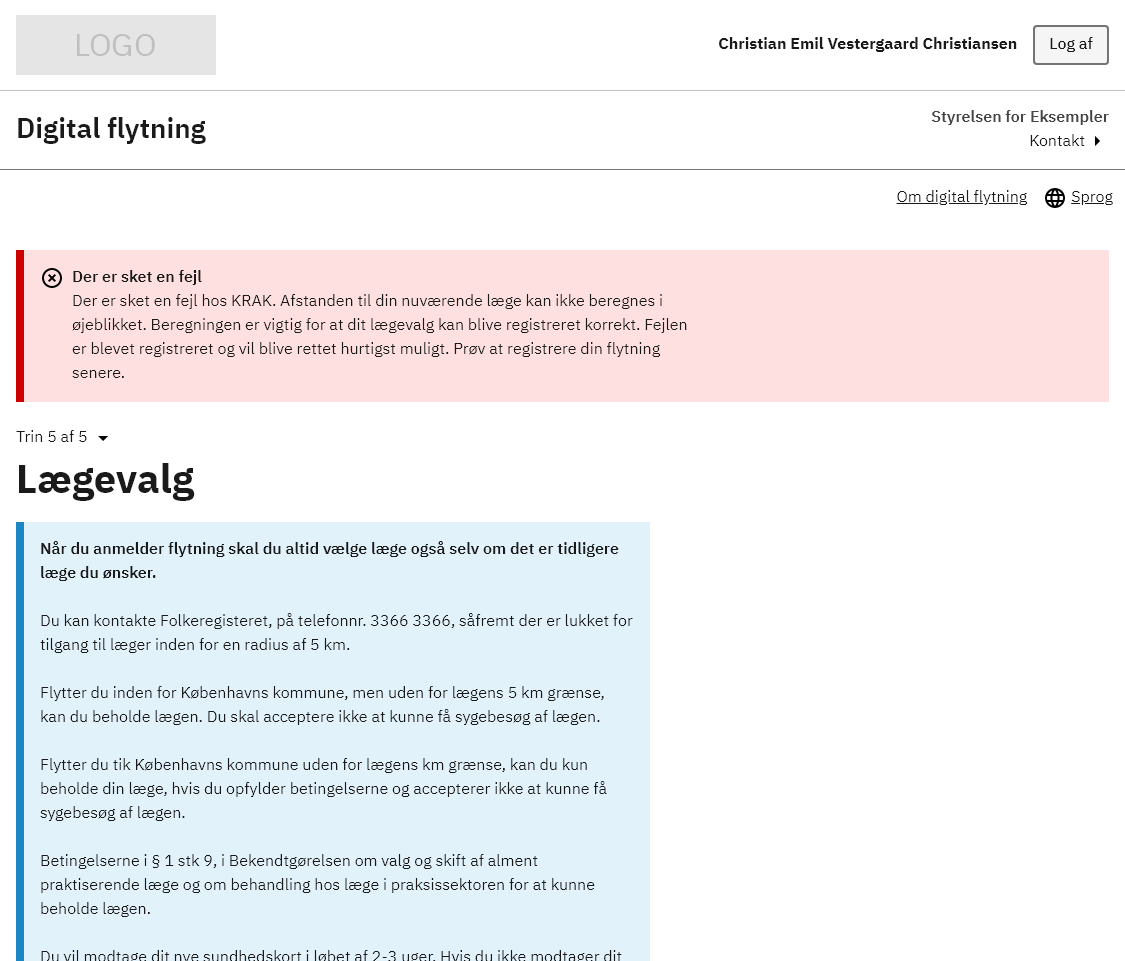 LOGO
Christian Emil Vestergaard Christiansen
Log af
Digital flytning
Styrelsen for Eksempler
Kontakt
Om digital flytning
Sprog
Der er sket en fejl
Der er sket en fejl hos KRAK. Afstanden til din nuværende læge kan ikke beregnes i
øjeblikket. Beregningen er vigtig for at dit lægevalg kan blive registreret korrekt. Fejlen
er blevet registreret og vil blive rettet hurtigst muligt. Prøv at registrere din flytning
senere.
Trin 5 af 5
Lægevalg
Når du anmelder flytning skal du altid vælge læge også selv om det er tidligere
læge du ønsker.
Du kan kontakte Folkeregisteret, på telefonnr. 3366 3366, såfremt der er lukket for
tilgang til læger inden for en radius af 5 km.
Flytter du inden for Københavns kommune, men uden for lægens 5 km grænse,
kan du beholde lægen. Du skal acceptere ikke at kunne få sygebesøg af lægen.
Flytter du tik Københavns kommune uden for lægens km grænse, kan du kun
beholde din læge, hvis du opfylder betingelserne og accepterer ikke at kunne få
sygebesøg af lægen.
Betingelserne i § 1 stk 9, i Bekendtgørelsen om valg og skift af alment
praktiserende læge og om behandling hos læge i praksissektoren for at kunne
beholde lægen.
Du vil modtage dit nye sundhedskort i løbet af 2-3 uger. Hvis du ikke modtager dit